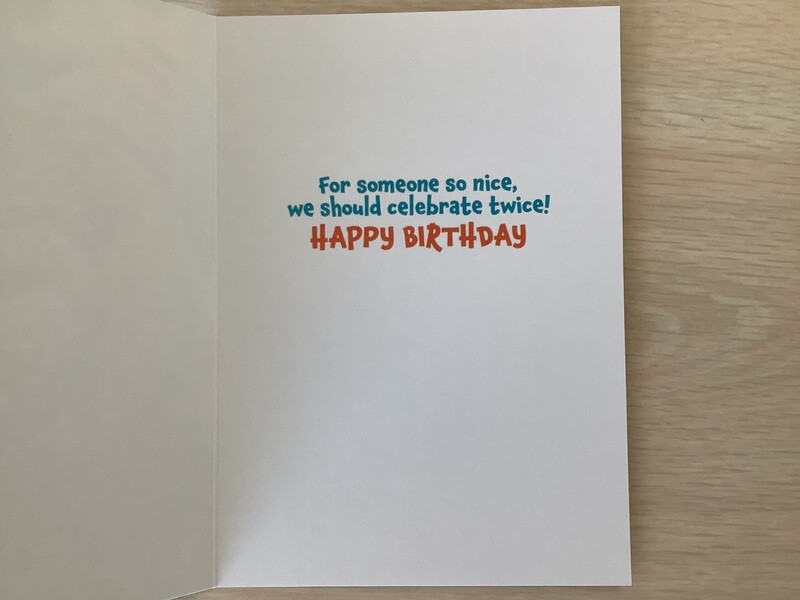 For someone so nice,
we should celebrate twice!
HAPPY BIRTHDAY